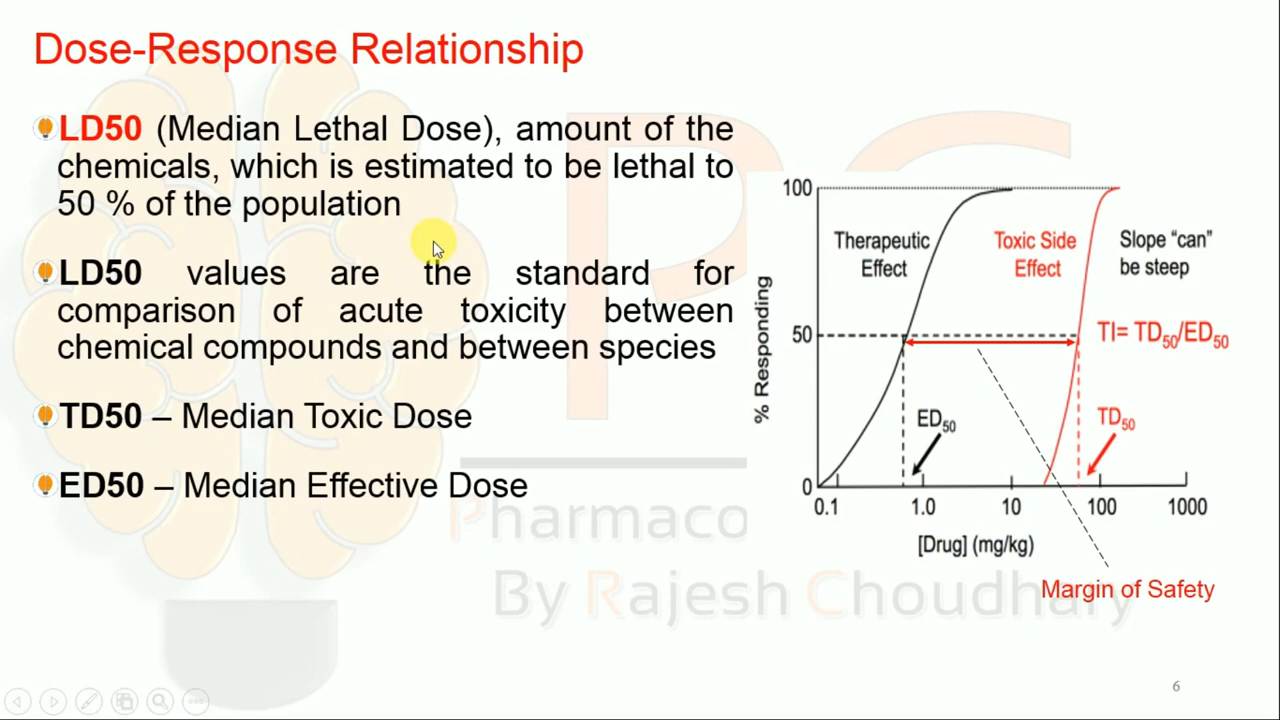 Dose-Response Relationship
LD50 (Median Lethal Dose), amount of the
chemicals, which is estimated to be lethal to
50 % of the population
LD50 values are the standard for
comparison of acute toxicity between
chemical compounds and between species
TD50 – Median Toxic Dose
ED50 – Median Effective Dose
100
Therapeutic
Effect
Toxic Side
Effect
Slope "can"
be steep
50
TI= TD50/ED50
% Responding
ED50
TD50
0
0.1 1.0 10 100 1000
[Drug] (mg/kg)
Margin of Safety
Pharmaco
By Rajesh Choudhary
6